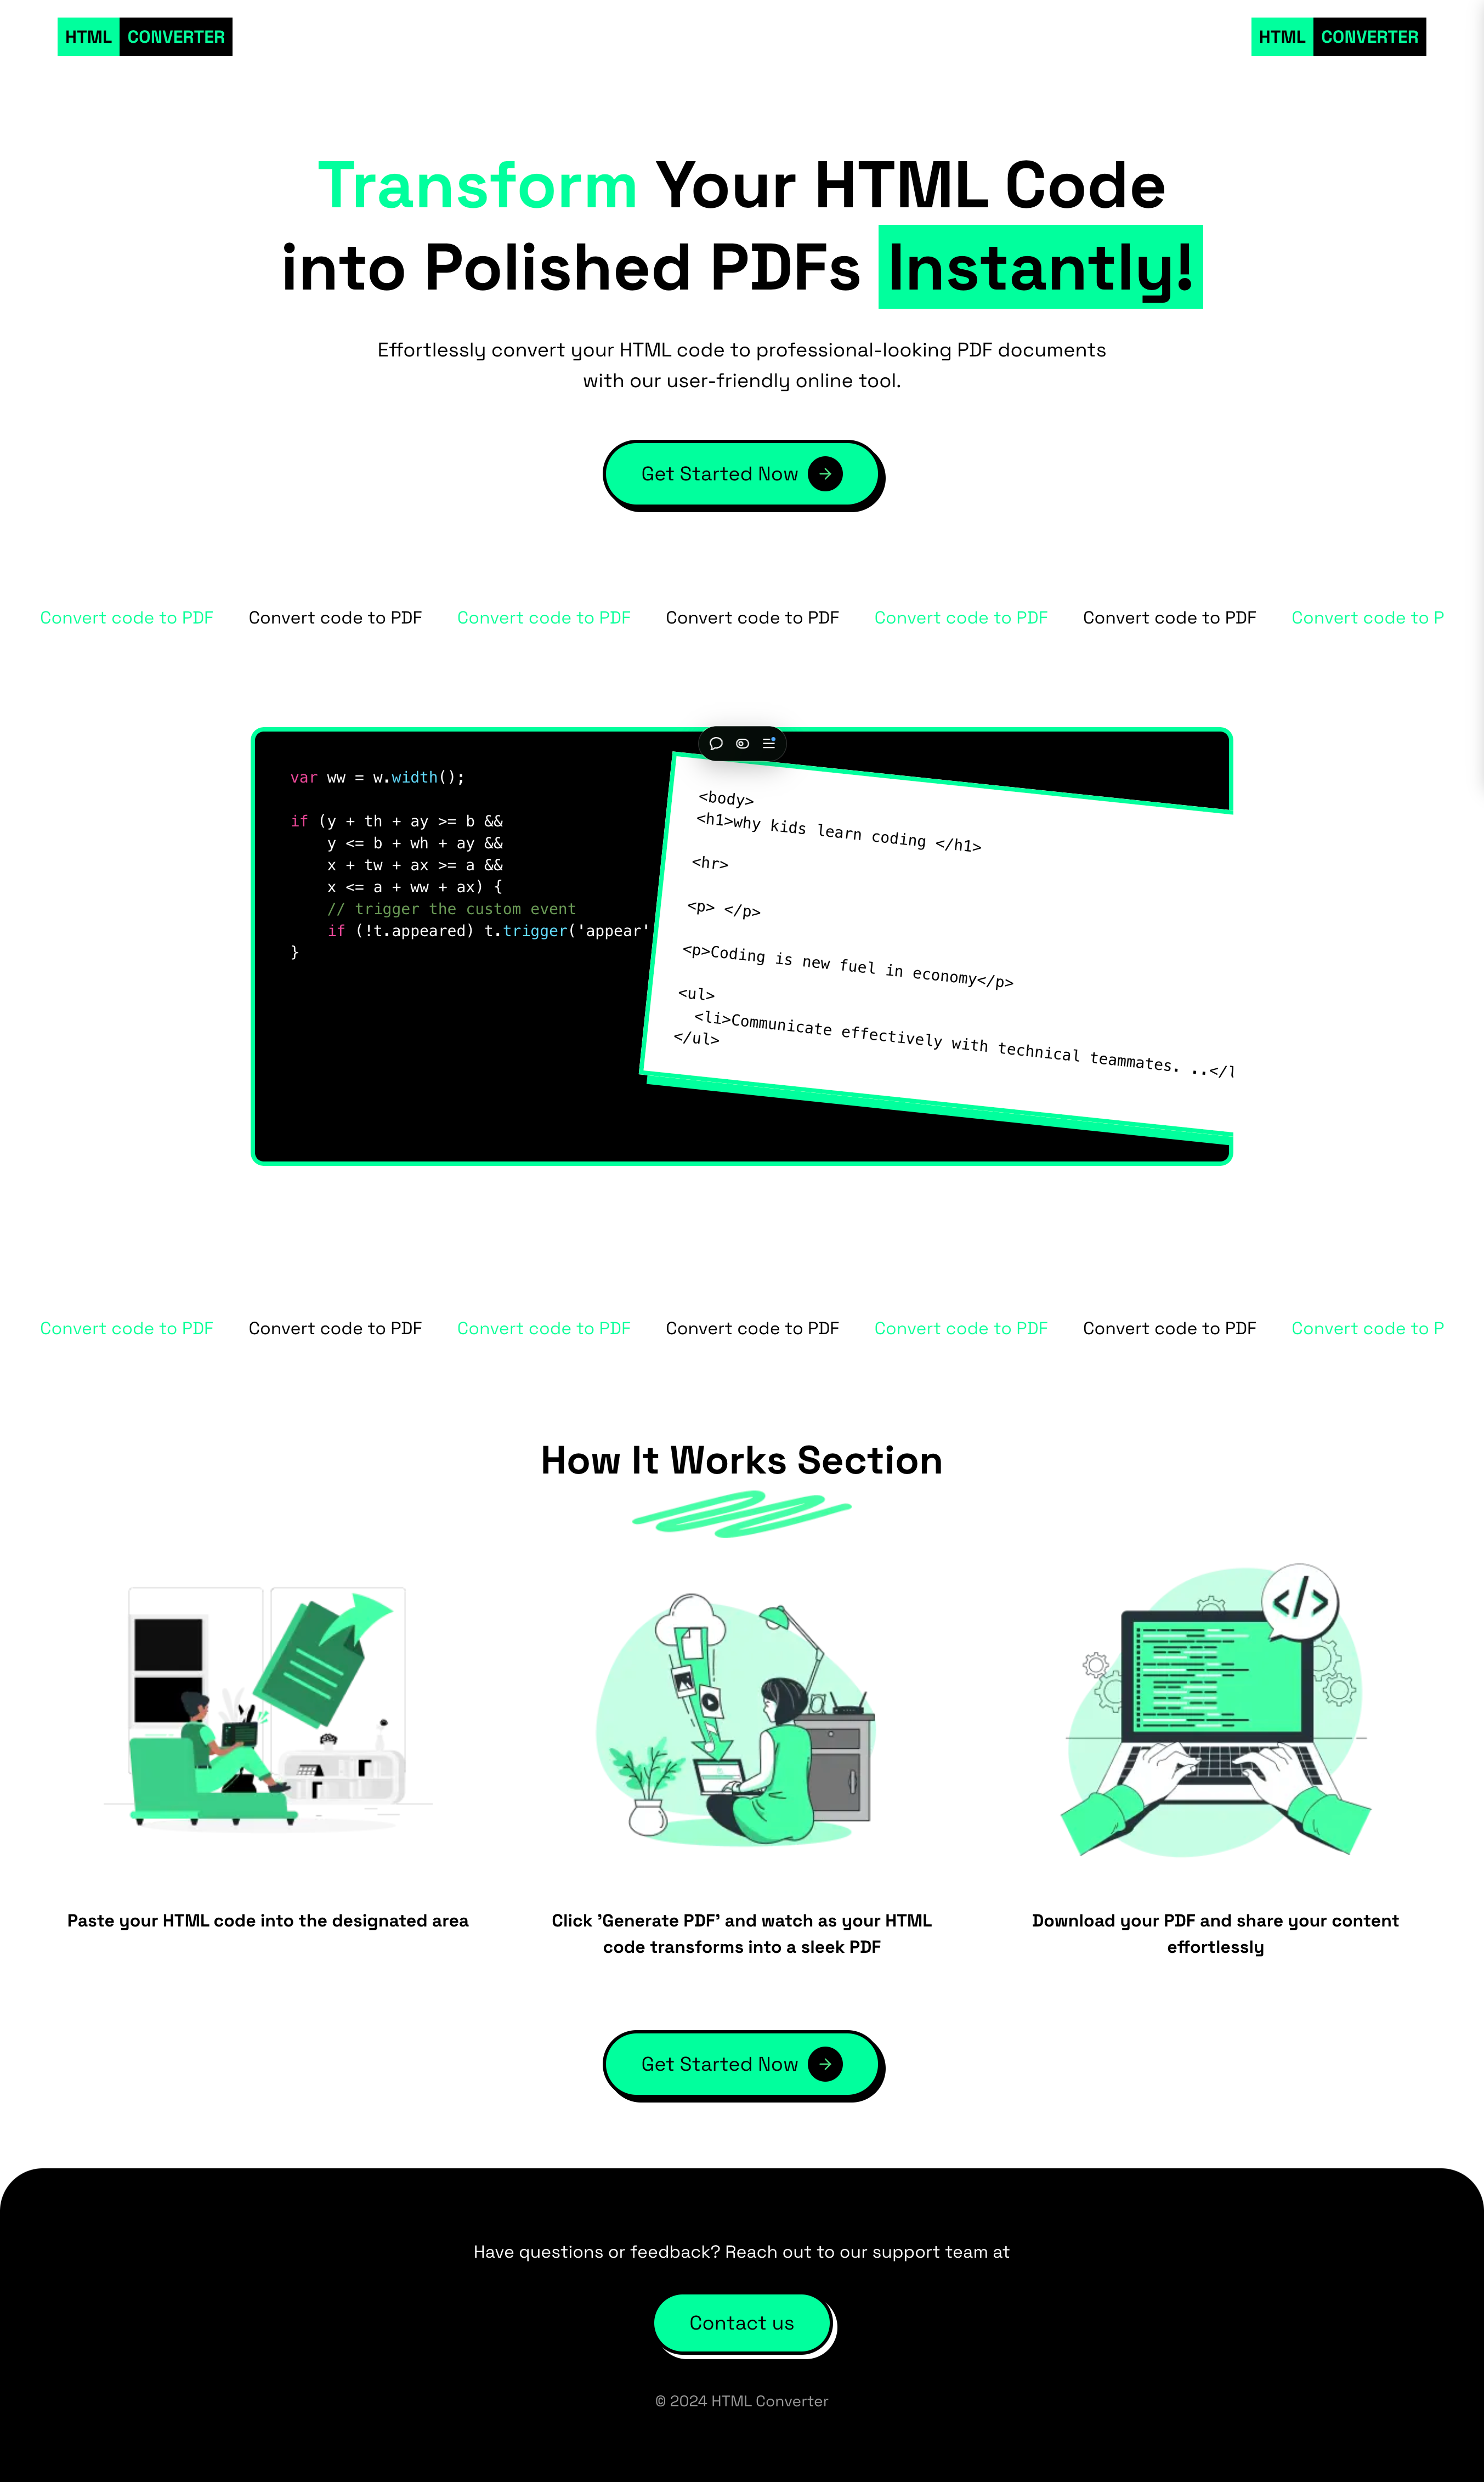 HTML CONVERTER
HTML CONVERTER
Transform Your HTML Code
into Polished PDFs Instantly!
Effortlessly convert your HTML code to professional-looking PDF documents
with our user-friendly online tool.
Get Started Now
Convert code to PDF Convert code to PDF Convert code to PDF Convert code to PDF Convert code to PDF Convert code to PDF Convert code to P
var ww = w.width();
if (y + th + ay >= b &&
y <= b + wh + ay &&
x + tw + ax >= a &&
x <= a + ww + ax) {
// trigger the custom event
if (!t.appeared) t.trigger('appear'
}
<body>
<h1>why kids learn coding </h1>
<hr>
<p> </p>
<p>Coding is new fuel in economy</p>
<ul>
<li>Communicate effectively with technical teammates. ..</l
</ul>
Convert code to PDF Convert code to PDF Convert code to PDF Convert code to PDF Convert code to PDF Convert code to PDF Convert code to P
How It Works Section
</>
Paste your HTML code into the designated area
Click 'Generate PDF' and watch as your HTML
code transforms into a sleek PDF
Download your PDF and share your content
effortlessly
Get Started Now
Have questions or feedback? Reach out to our support team at
Contact us
© 2024 HTML Converter